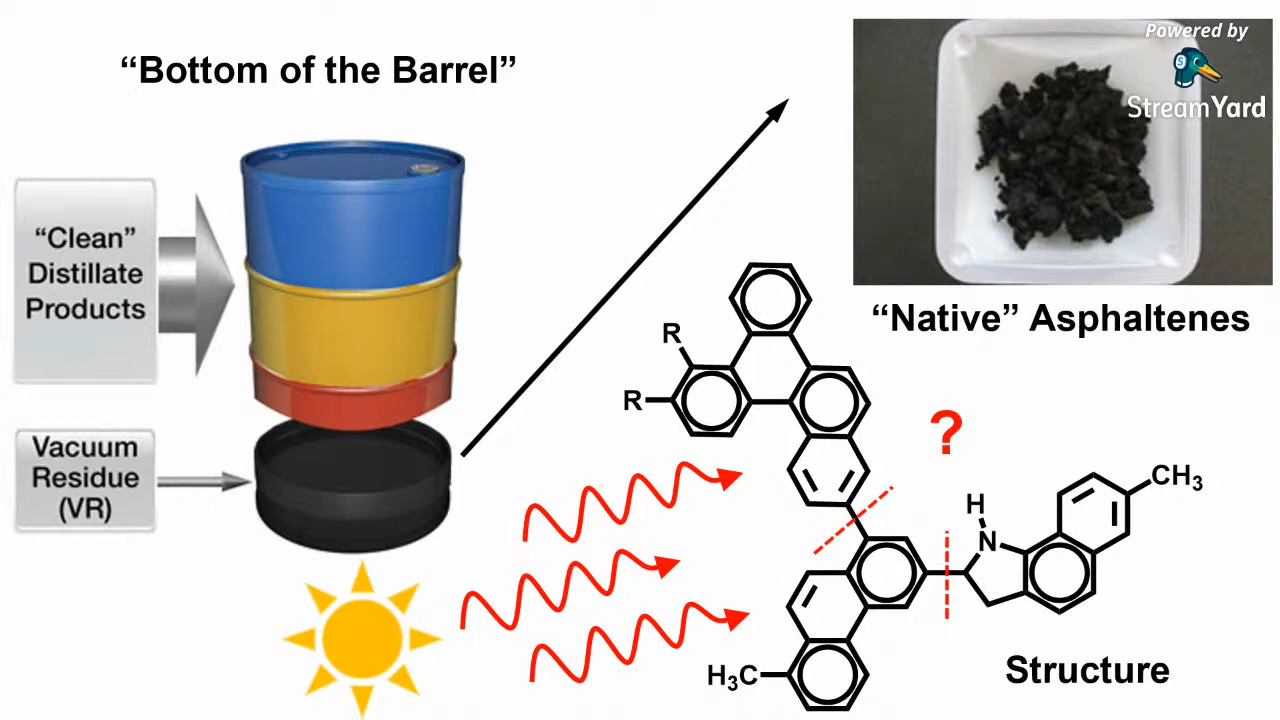 “Bottom of the Barrel”
Powered by
StreamYard
“Clean”
Distillate
Products
Vacuum
Residue
(VR)
“Native” Asphaltenes
R
R
?
H
N
CH₃
H₃C
Structure